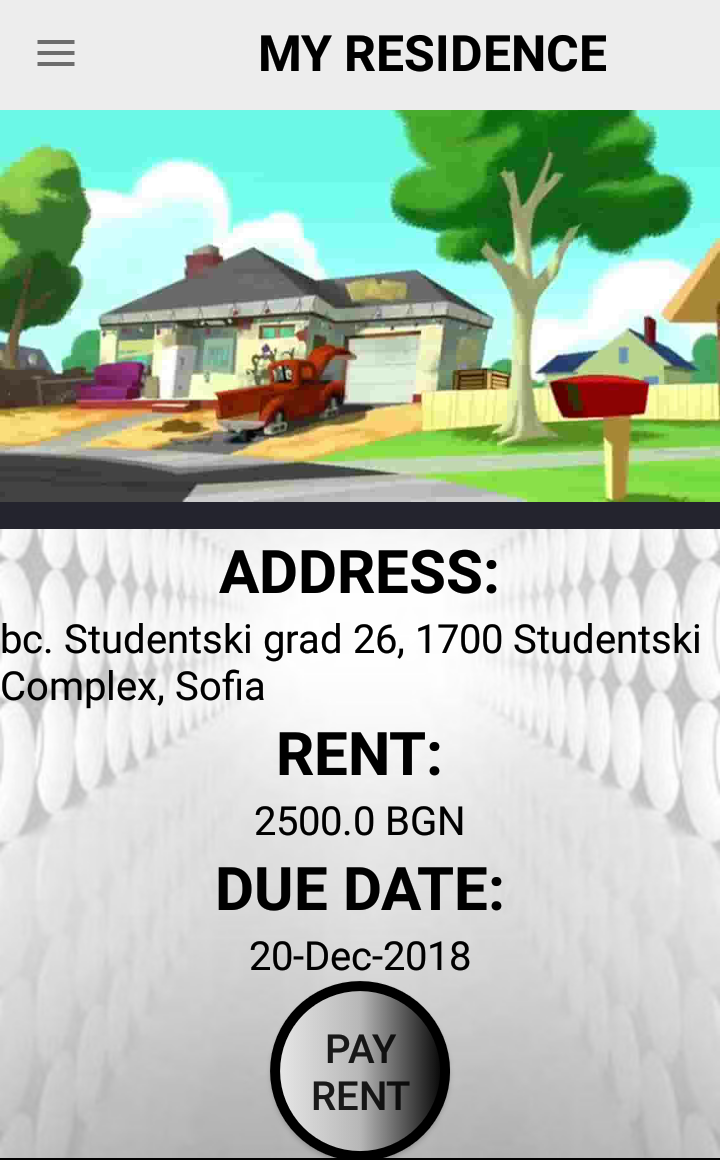 MY RESIDENCE
ADDRESS:
bc. Studentski grad 26, 1700 Studentski
Complex, Sofia
RENT:
2500.0 BGN
DUE DATE:
20-Dec-2018
PAY
RENT